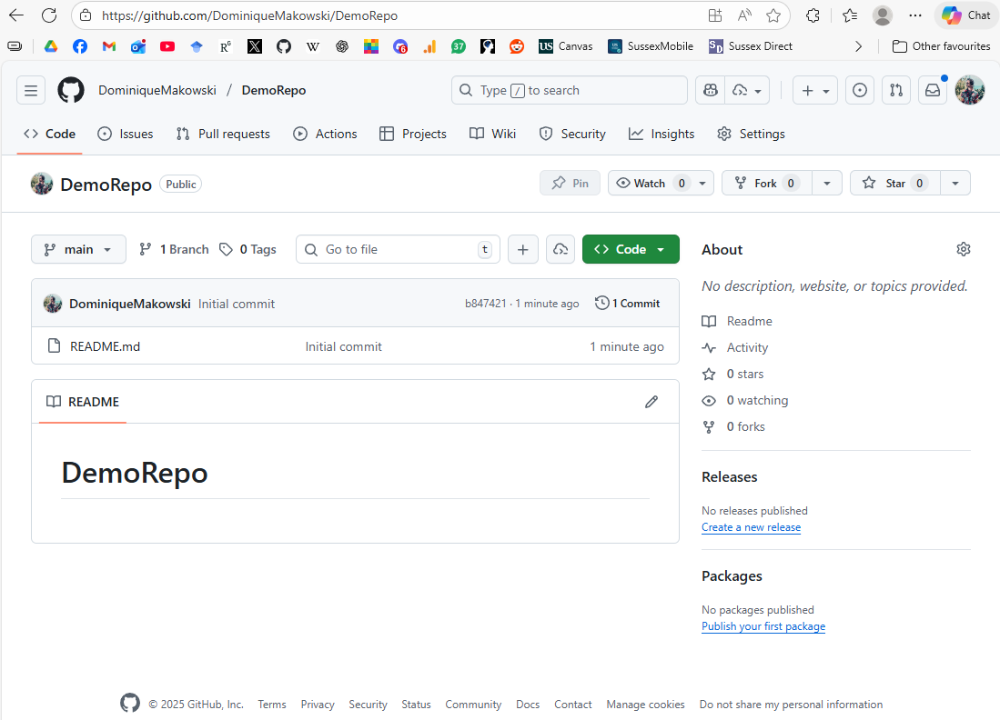 https://github.com/DominiqueMakowski/DemoRepo
Chat
Canvas SussexMobile Sussex Direct Other favourites
DominiqueMakowski / DemoRepo Type / to search
Code Issues Pull requests Actions Projects Wiki Security Insights Settings
DemoRepo Public Pin Watch 0 Fork 0 Star 0
main 1 Branch 0 Tags Go to file t Code
DominiqueMakowski Initial commit b847421 · 1 minute ago 1 Commit
README.md Initial commit 1 minute ago
README
DemoRepo
About
No description, website, or topics provided.
Readme
Activity
0 stars
0 watching
0 forks
Releases
No releases published
Create a new release
Packages
No packages published
Publish your first package
© 2025 GitHub, Inc. Terms Privacy Security Status Community Docs Contact Manage cookies Do not share my personal information